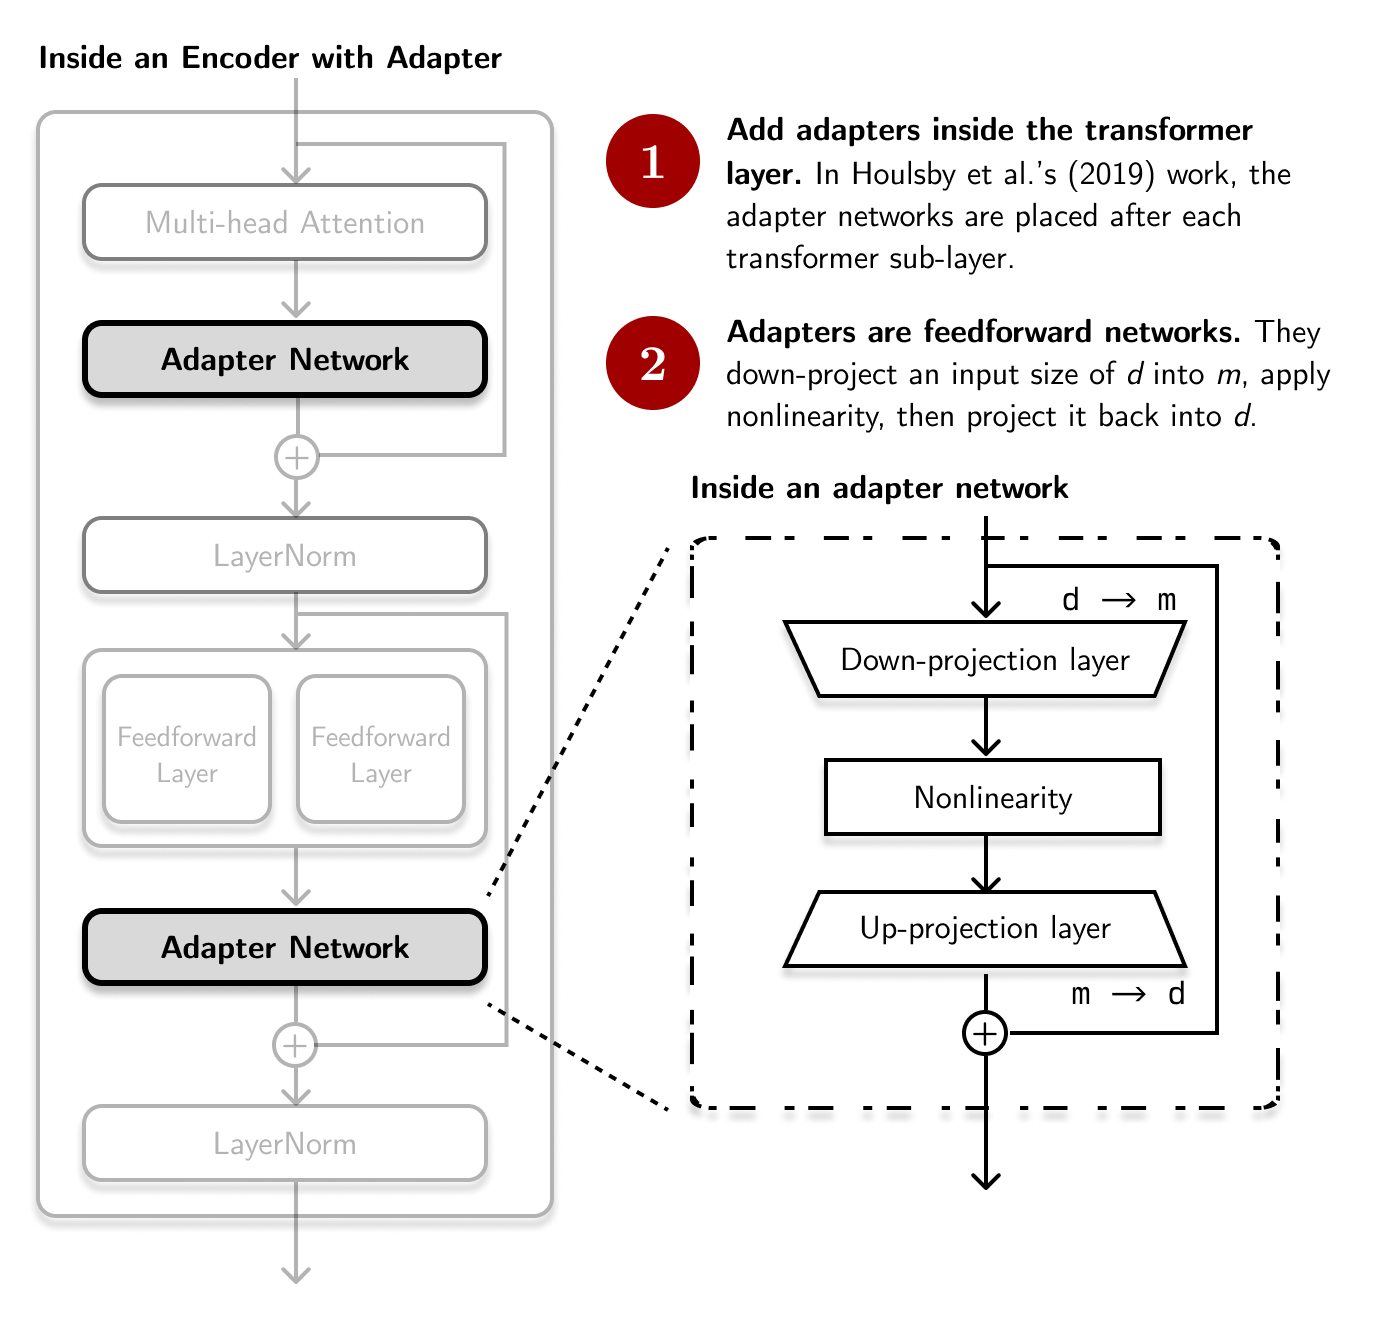 Inside an Encoder with Adapter
Multi-head Attention
Adapter Network
+
LayerNorm
Feedforward
Layer
Feedforward
Layer
Adapter Network
+
LayerNorm
1
Add adapters inside the transformer
layer. In Houlsby et al.'s (2019) work, the
adapter networks are placed after each
transformer sub-layer.
2
Adapters are feedforward networks. They
down-project an input size of d into m, apply
nonlinearity, then project it back into d.
Inside an adapter network
d → m
Down-projection layer
Nonlinearity
Up-projection layer
m → d
+